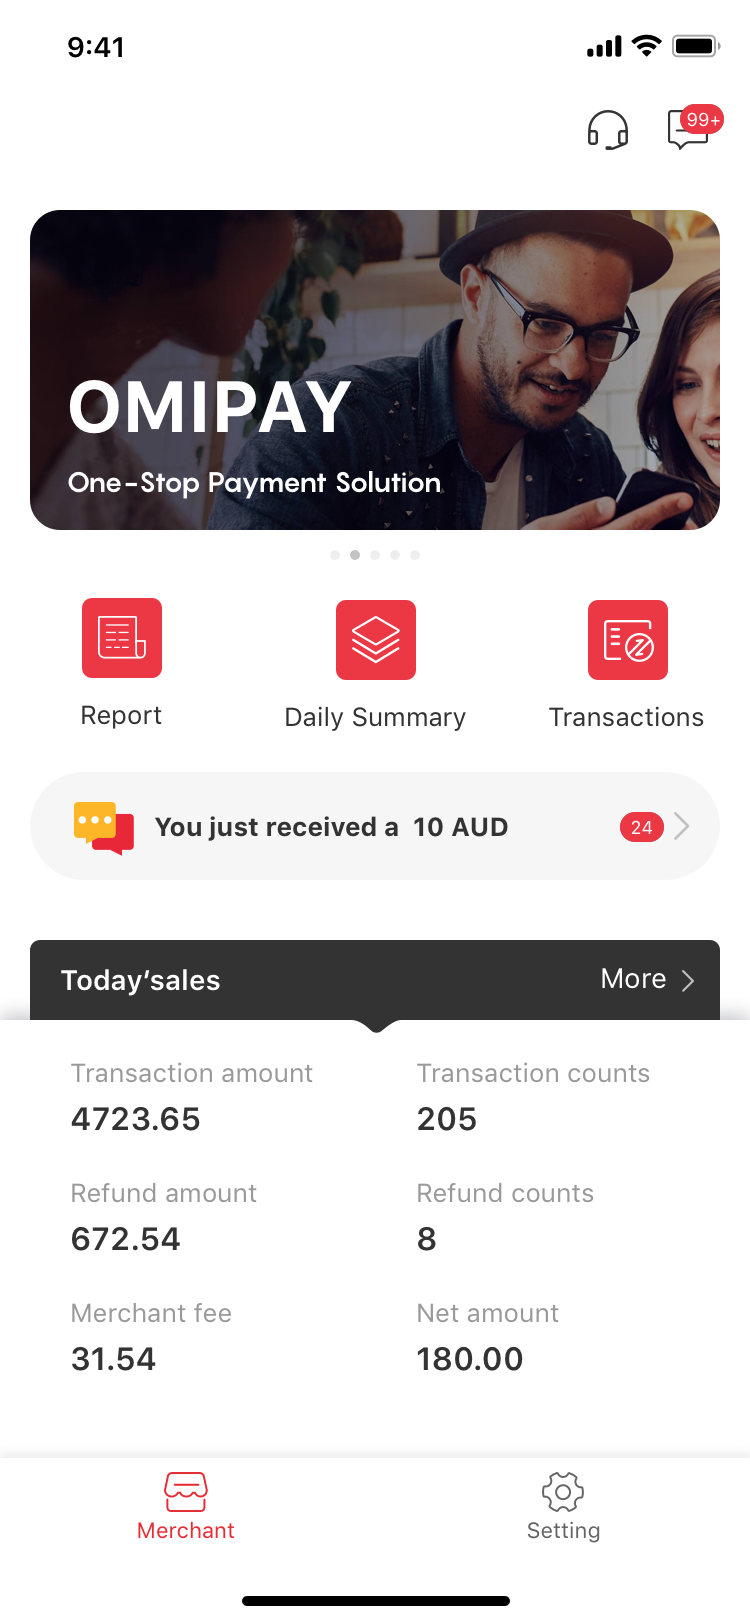 9:41
99+
OMIPAY
One-Stop Payment Solution
Report
Daily Summary
Transactions
You just received a 10 AUD
24
Today‘sales
More
Transaction amount
Transaction counts
4723.65
205
Refund amount
Refund counts
672.54
8
Merchant fee
Net amount
31.54
180.00
Merchant
Setting